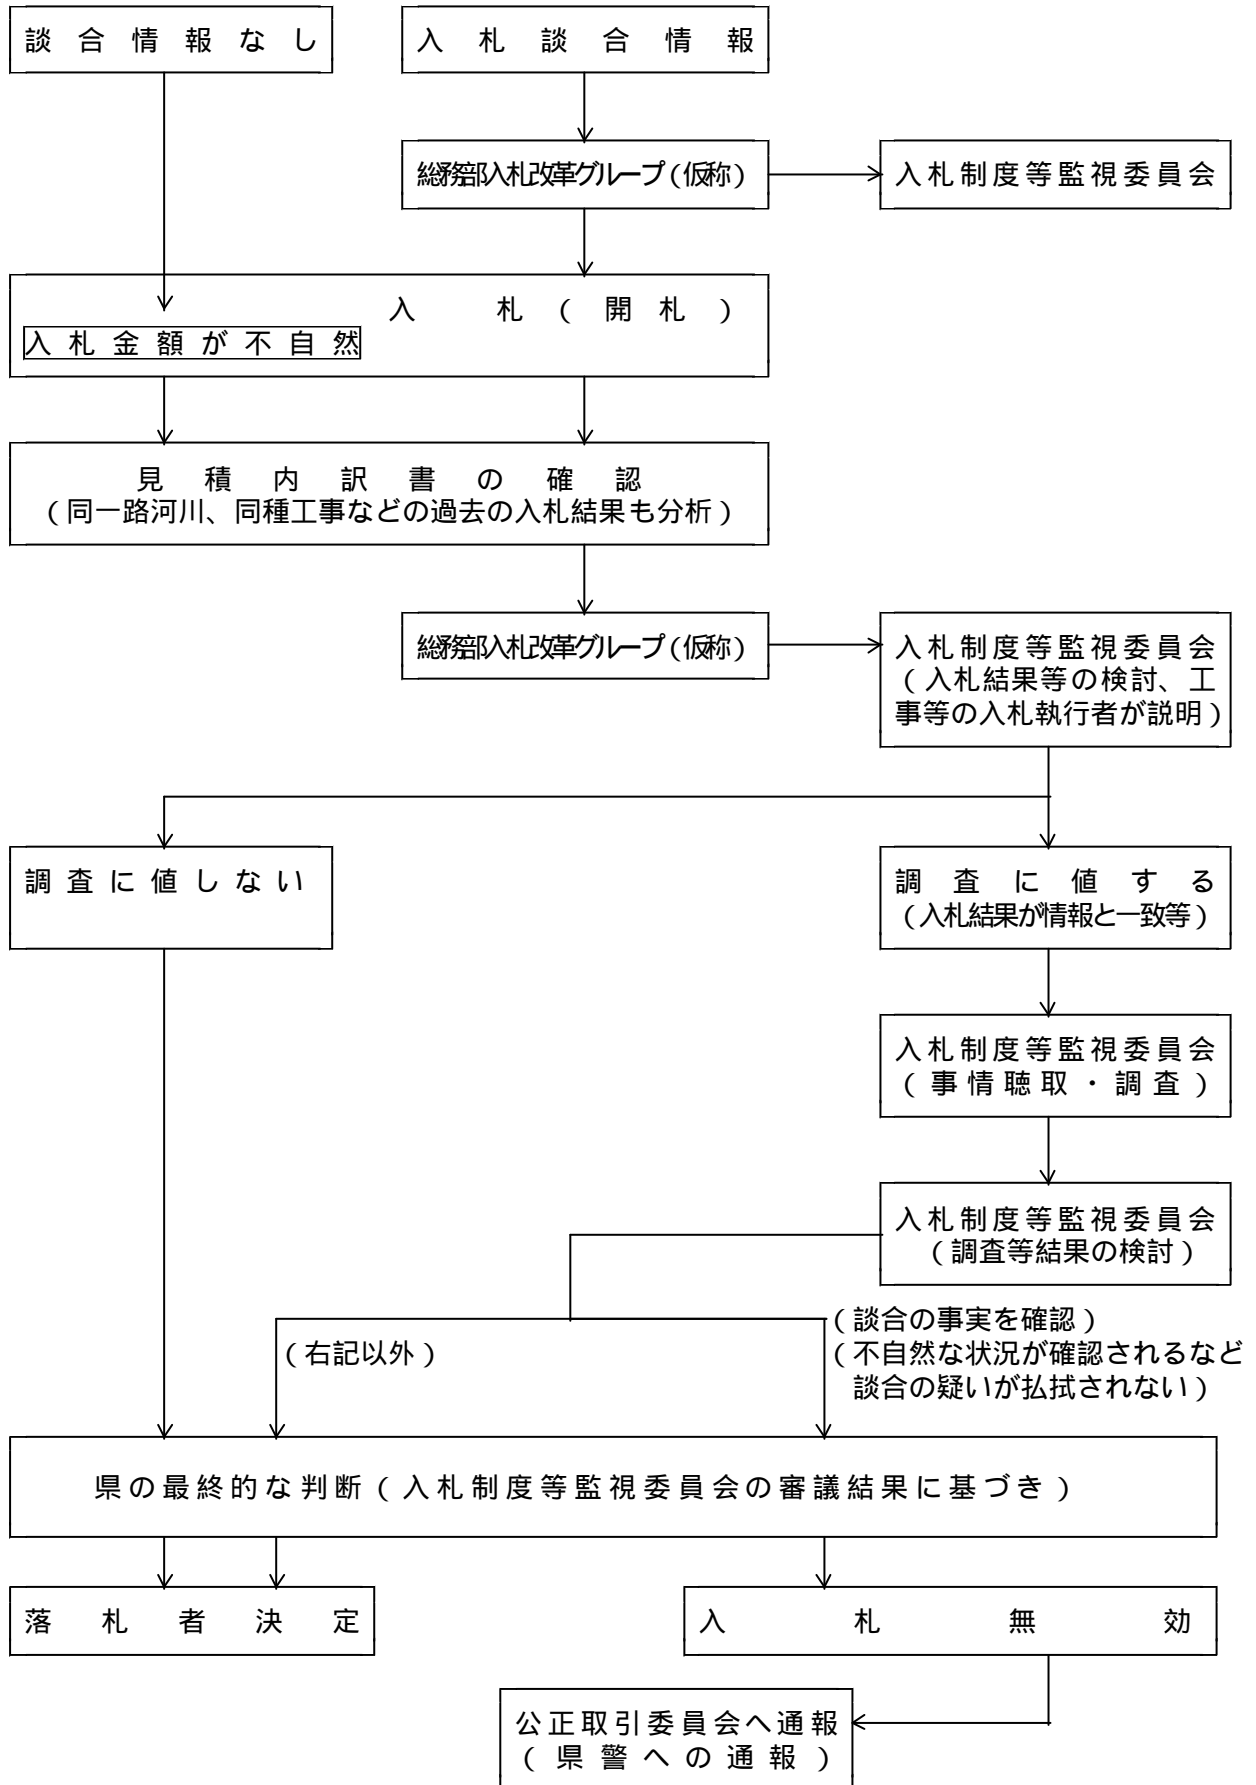 談合情報なし
入札談合情報
総務部入札改革グループ(仮称)
入札制度等監視委員会
入札(開札)
入札金額が不自然
見積内訳書の確認
(同一路河川、同種工事などの過去の入札結果も分析)
総務部入札改革グループ(仮称)
入札制度等監視委員会
(入札結果等の検討、工
事等の入札執行者が説明)
調査に値しない
調査に値する
(入札結果が情報と一致等)
入札制度等監視委員会
(事情聴取・調査)
入札制度等監視委員会
(調査等結果の検討)
(右記以外)
(談合の事実を確認)
(不自然な状況が確認されるなど
談合の疑いが払拭されない)
県の最終的な判断(入札制度等監視委員会の審議結果に基づき)
落札者決定
入札無効
公正取引委員会へ通報
(県警への通報)